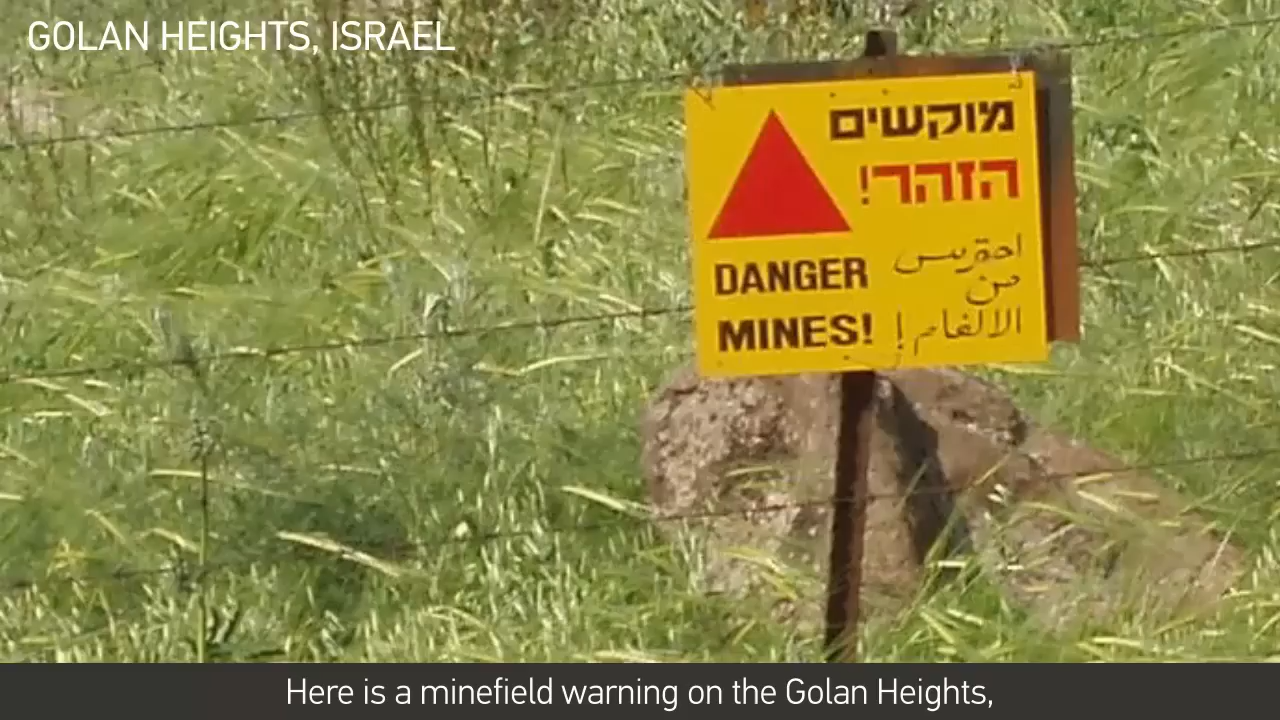 GOLAN HEIGHTS, ISRAEL
מוקשים
הזהר!
DANGER
MINES!
احترس
من
الالغام!
Here is a minefield warning on the Golan Heights,